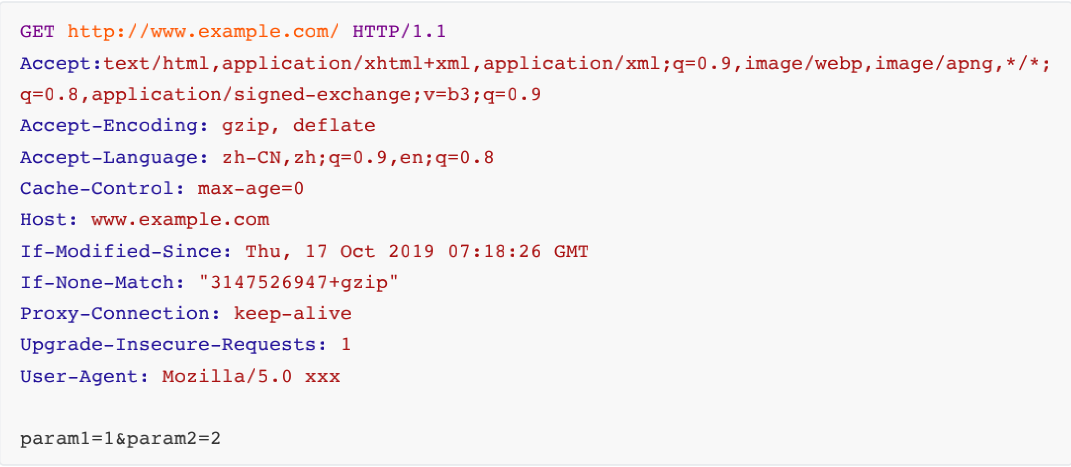 GET http://www.example.com/ HTTP/1.1
Accept:text/html,application/xhtml+xml,application/xml;q=0.9,image/webp,image/apng,*/*;
q=0.8,application/signed-exchange;v=b3;q=0.9
Accept-Encoding: gzip, deflate
Accept-Language: zh-CN,zh;q=0.9,en;q=0.8
Cache-Control: max-age=0
Host: www.example.com
If-Modified-Since: Thu, 17 Oct 2019 07:18:26 GMT
If-None-Match: "3147526947+gzip"
Proxy-Connection: keep-alive
Upgrade-Insecure-Requests: 1
User-Agent: Mozilla/5.0 xxx
param1=1&param2=2